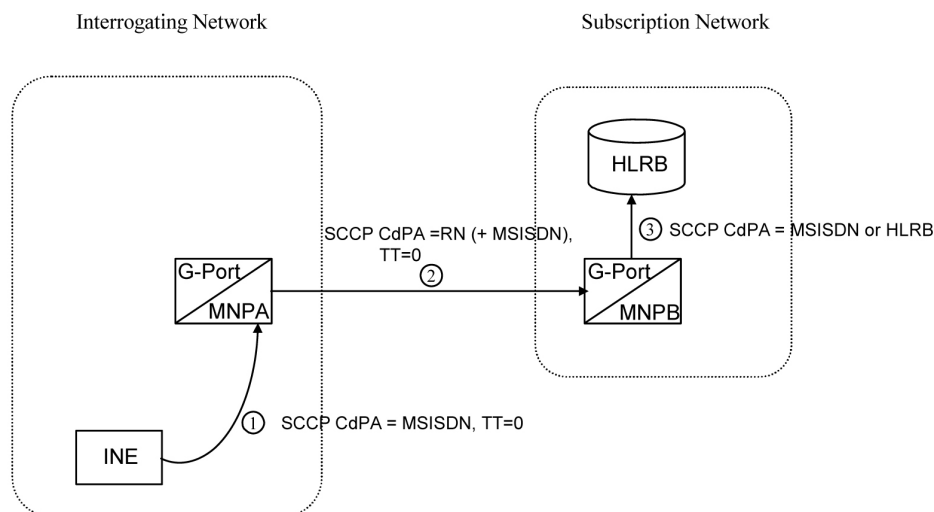 Interrogating Network
Subscription Network
HLRB
SCCP CdPA =RN (+ MSISDN),
TT=0
2
3 SCCP CdPA = MSISDN or HLRB
G-Port
MNPA
G-Port
MNPB
1 SCCP CdPA = MSISDN, TT=0
INE